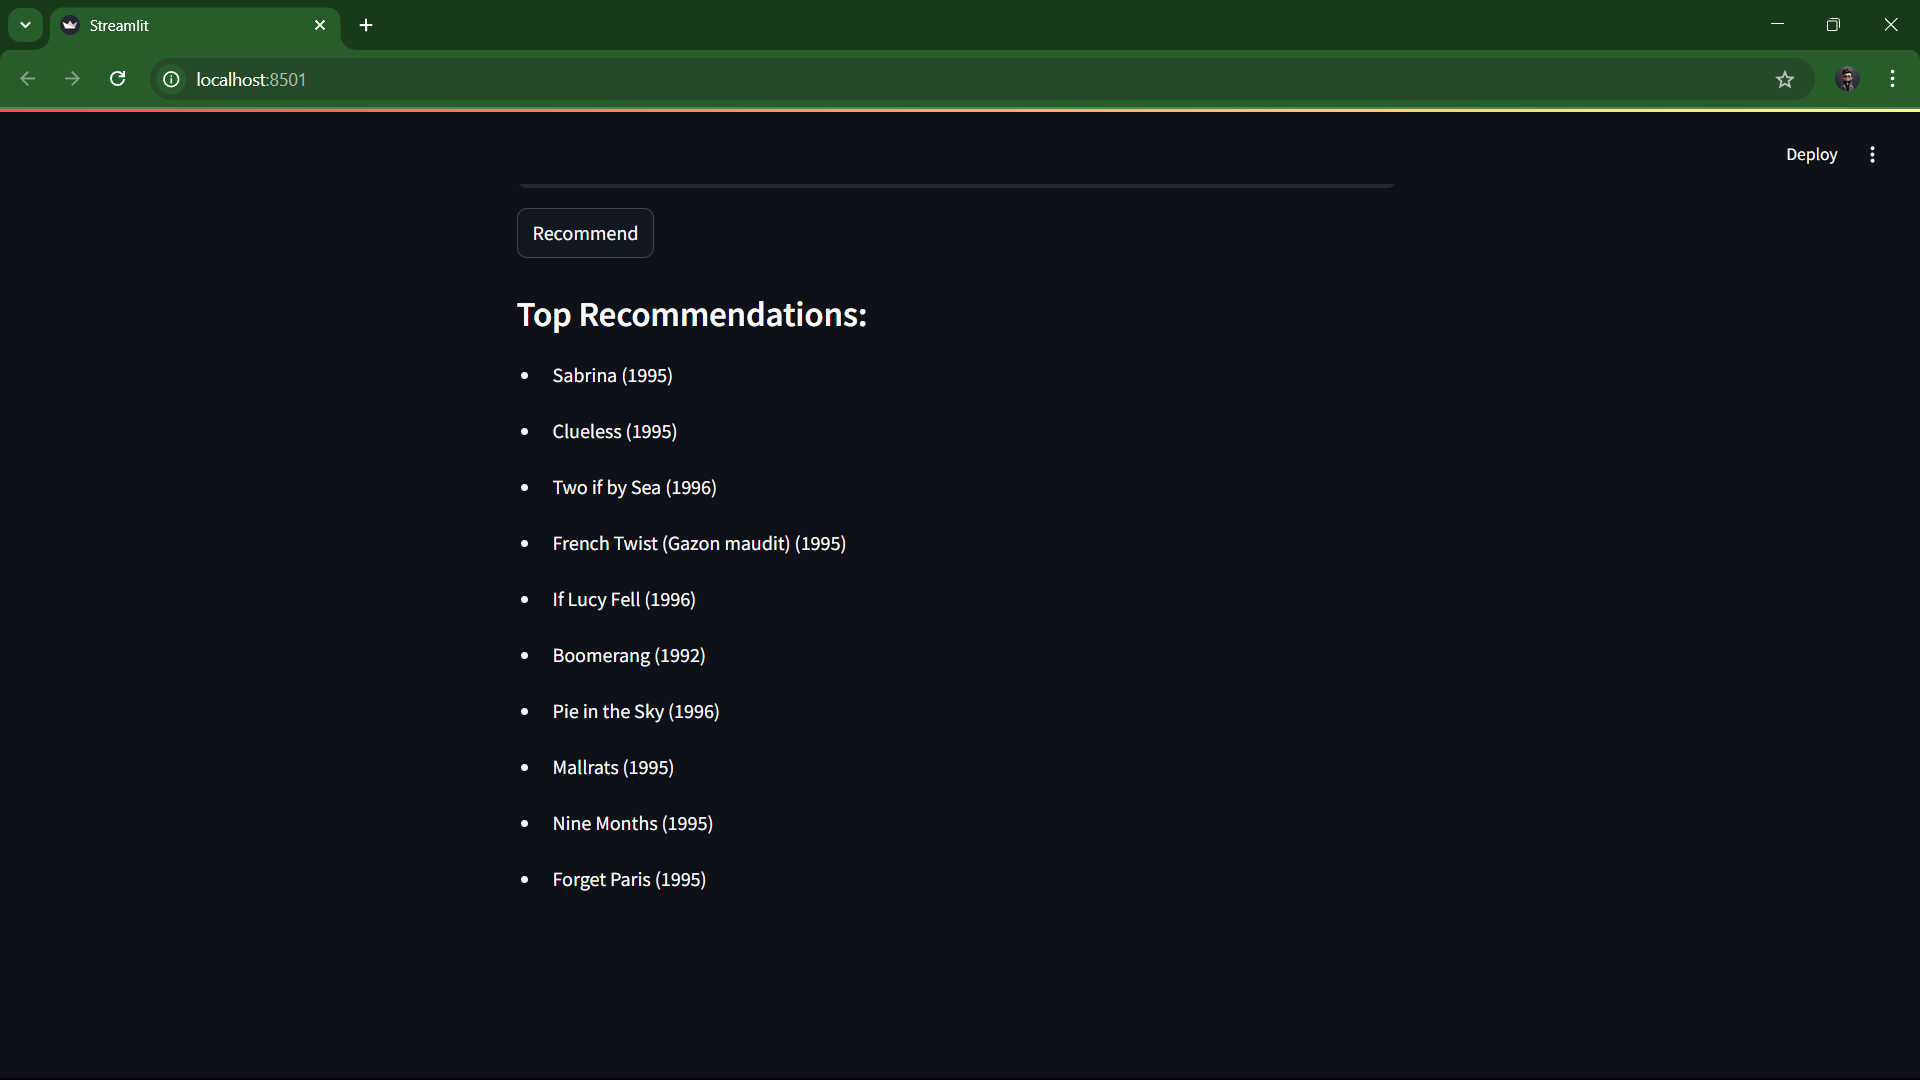 Streamlit
localhost:8501
Deploy
Recommend
Top Recommendations:
Sabrina (1995)
Clueless (1995)
Two if by Sea (1996)
French Twist (Gazon maudit) (1995)
If Lucy Fell (1996)
Boomerang (1992)
Pie in the Sky (1996)
Mallrats (1995)
Nine Months (1995)
Forget Paris (1995)